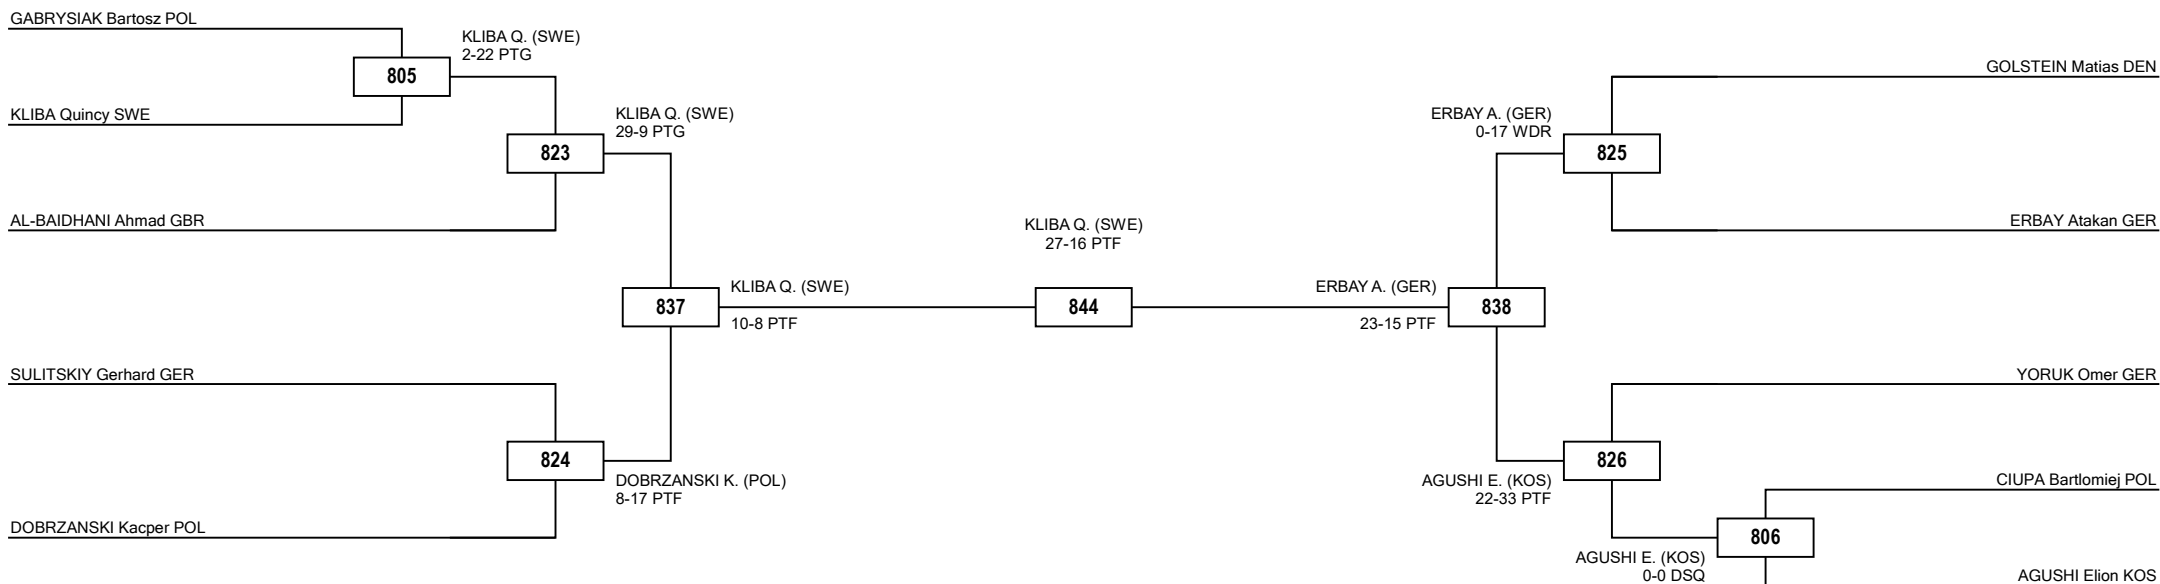 GABRYSIAK Bartosz POL
KLIBA Q. (SWE)
2-22 PTG
805
KLIBA Quincy SWE
KLIBA Q. (SWE)
29-9 PTG
823
AL-BAIDHANI Ahmad GBR
KLIBA Q. (SWE)
837
10-8 PTF
SULITSKIY Gerhard GER
824
DOBRZANSKI K. (POL)
8-17 PTF
DOBRZANSKI Kacper POL
KLIBA Q. (SWE)
27-16 PTF
844
GOLSTEIN Matias DEN
ERBAY A. (GER)
0-17 WDR
825
ERBAY Atakan GER
ERBAY A. (GER)
838
23-15 PTF
YORUK Omer GER
826
AGUSHI E. (KOS)
22-33 PTF
CIUPA Bartlomiej POL
806
AGUSHI E. (KOS)
0-0 DSQ
AGUSHI Elion KOS